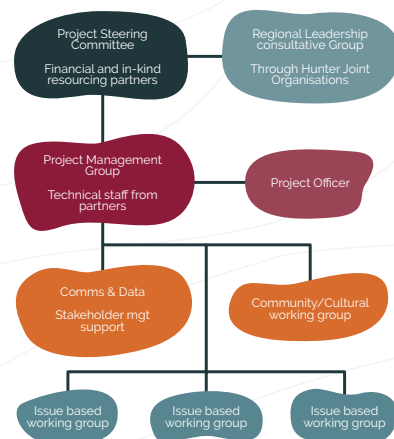 Project Steering
Committee
Financial and in-kind
resourcing partners
Regional Leadership
consultative Group
Through Hunter Joint
Organisations
Project Management
Group
Technical staff from
partners
Project Officer
Comms & Data
Stakeholder mgt
support
Community/Cultural
working group
Issue based
working group
Issue based
working group
Issue based
working group